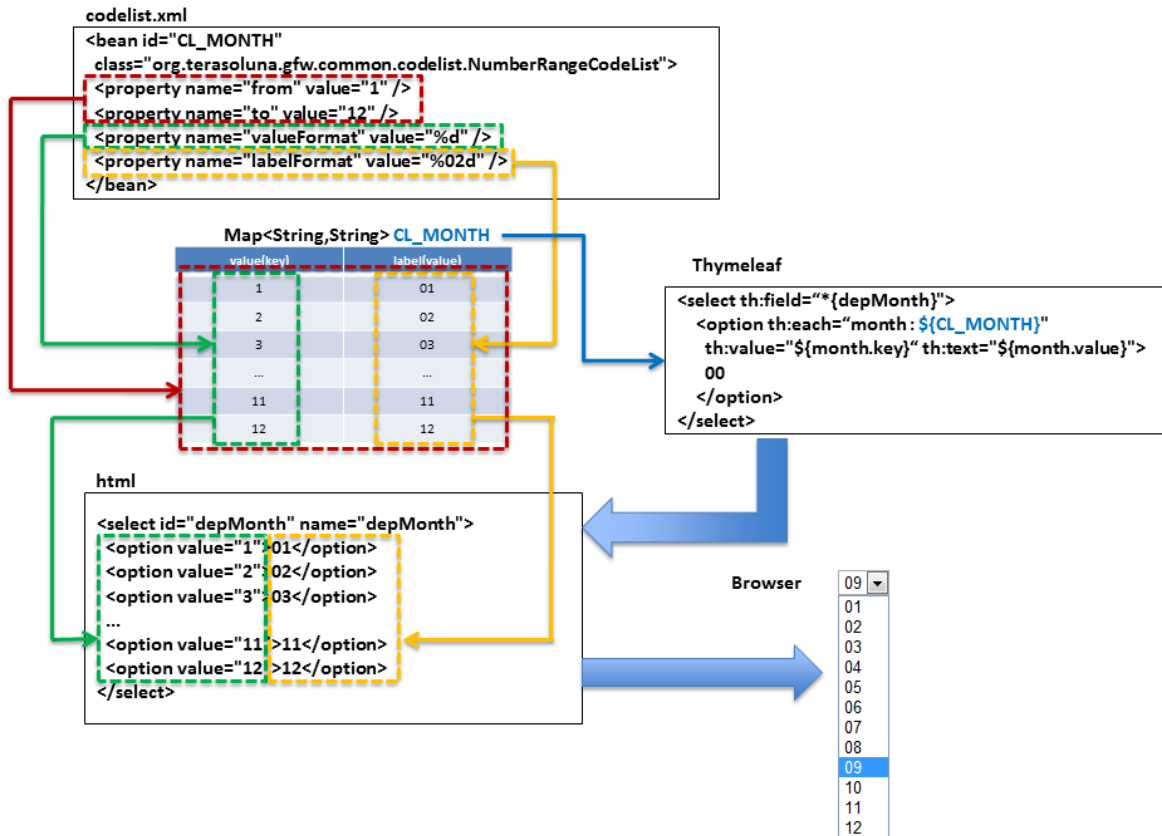 codelist.xml
<bean id="CL_MONTH"
class="org.terasoluna.gfw.common.codelist.NumberRangeCodeList">
<property name="from" value="1" />
<property name="to" value="12" />
<property name="valueFormat" value="%d" />
<property name="labelFormat" value="%02d" />
</bean>
Map<String,String> CL_MONTH
value(key) label(value)
1 01
2 02
3 03
... ...
11 11
12 12
Thymeleaf
<select th:field=“*{depMonth}">
<option th:each=“month : ${CL_MONTH}"
th:value="${month.key}“ th:text="${month.value}">
00
</option>
</select>
html
<select id="depMonth" name="depMonth">
<option value="1">01</option>
<option value="2">02</option>
<option value="3">03</option>
...
<option value="11">11</option>
<option value="12">12</option>
</select>
Browser
09
01
02
03
04
05
06
07
08
09
10
11
12